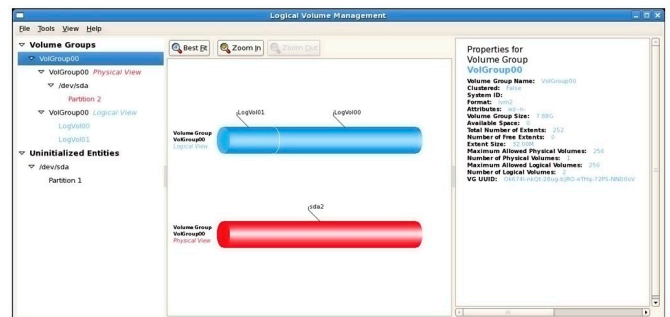 Logical Volume Management
File Tools View Help
Volume Groups
VolGroup00
VolGroup00 Physical View
/dev/sda
Partition 2
VolGroup00 Logical View
LogVol00
LogVol01
Uninitialized Entities
/dev/sda
Partition 1
Best Fit Zoom In Zoom Out
LogVol01 LogVol00
Volume Group
VolGroup00
Logical View
sda2
Volume Group
VolGroup00
Physical View
Properties for
Volume Group
VolGroup00
Volume Group Name: VolGroup00
Clustered: False
System ID:
Format: lvm2
Attributes: wz--n-
Volume Group Size: 7.88G
Available Space: 0
Total Number of Extents: 252
Number of Free Extents: 0
Extent Size: 32.00M
Maximum Allowed Physical Volumes: 256
Number of Physical Volumes: 1
Maximum Allowed Logical Volumes: 256
Number of Logical Volumes: 2
VG UUID: